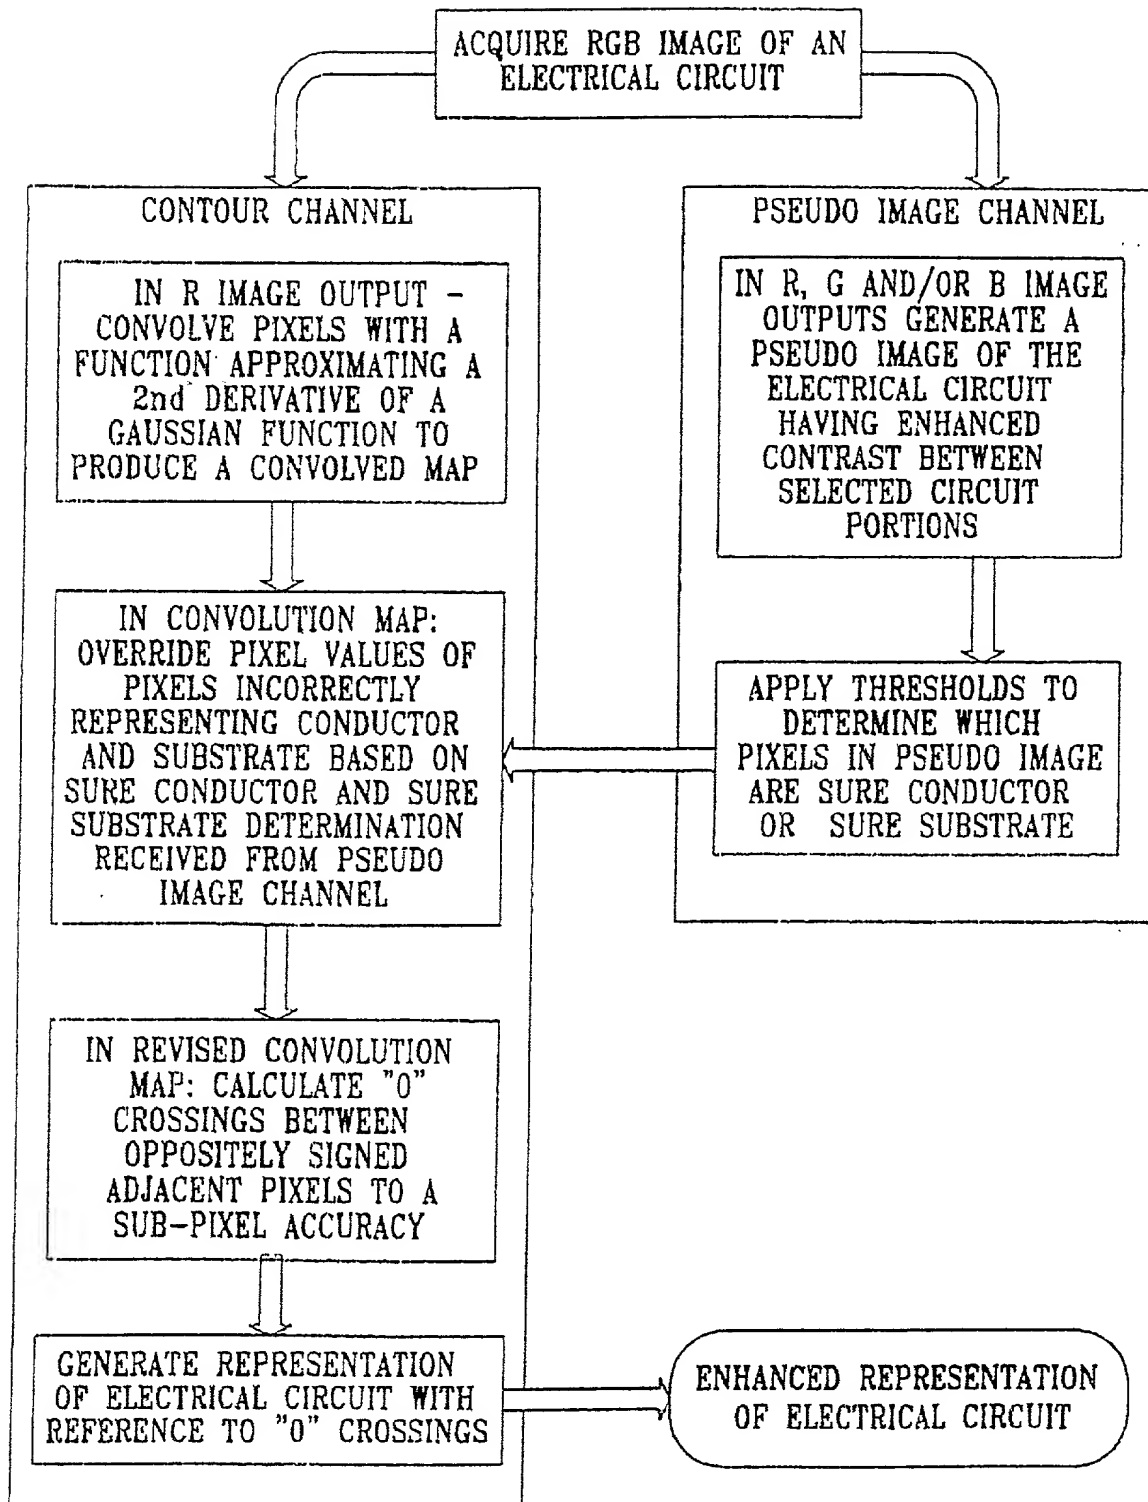 ACQUIRE RGB IMAGE OF AN
ELECTRICAL CIRCUIT
CONTOUR CHANNEL
IN R IMAGE OUTPUT -
CONVOLVE PIXELS WITH A
FUNCTION APPROXIMATING A
2nd DERIVATIVE OF A
GAUSSIAN FUNCTION TO
PRODUCE A CONVOLVED MAP
IN CONVOLUTION MAP:
OVERRIDE PIXEL VALUES OF
PIXELS INCORRECTLY
REPRESENTING CONDUCTOR
AND SUBSTRATE BASED ON
SURE CONDUCTOR AND SURE
SUBSTRATE DETERMINATION
RECEIVED FROM PSEUDO
IMAGE CHANNEL
IN REVISED CONVOLUTION
MAP: CALCULATE "0"
CROSSINGS BETWEEN
OPPOSITELY SIGNED
ADJACENT PIXELS TO A
SUB-PIXEL ACCURACY
GENERATE REPRESENTATION
OF ELECTRICAL CIRCUIT WITH
REFERENCE TO "0" CROSSINGS
PSEUDO IMAGE CHANNEL
IN R, G AND/OR B IMAGE
OUTPUTS GENERATE A
PSEUDO IMAGE OF THE
ELECTRICAL CIRCUIT
HAVING ENHANCED
CONTRAST BETWEEN
SELECTED CIRCUIT
PORTIONS
APPLY THRESHOLDS TO
DETERMINE WHICH
PIXELS IN PSEUDO IMAGE
ARE SURE CONDUCTOR
OR SURE SUBSTRATE
ENHANCED REPRESENTATION
OF ELECTRICAL CIRCUIT